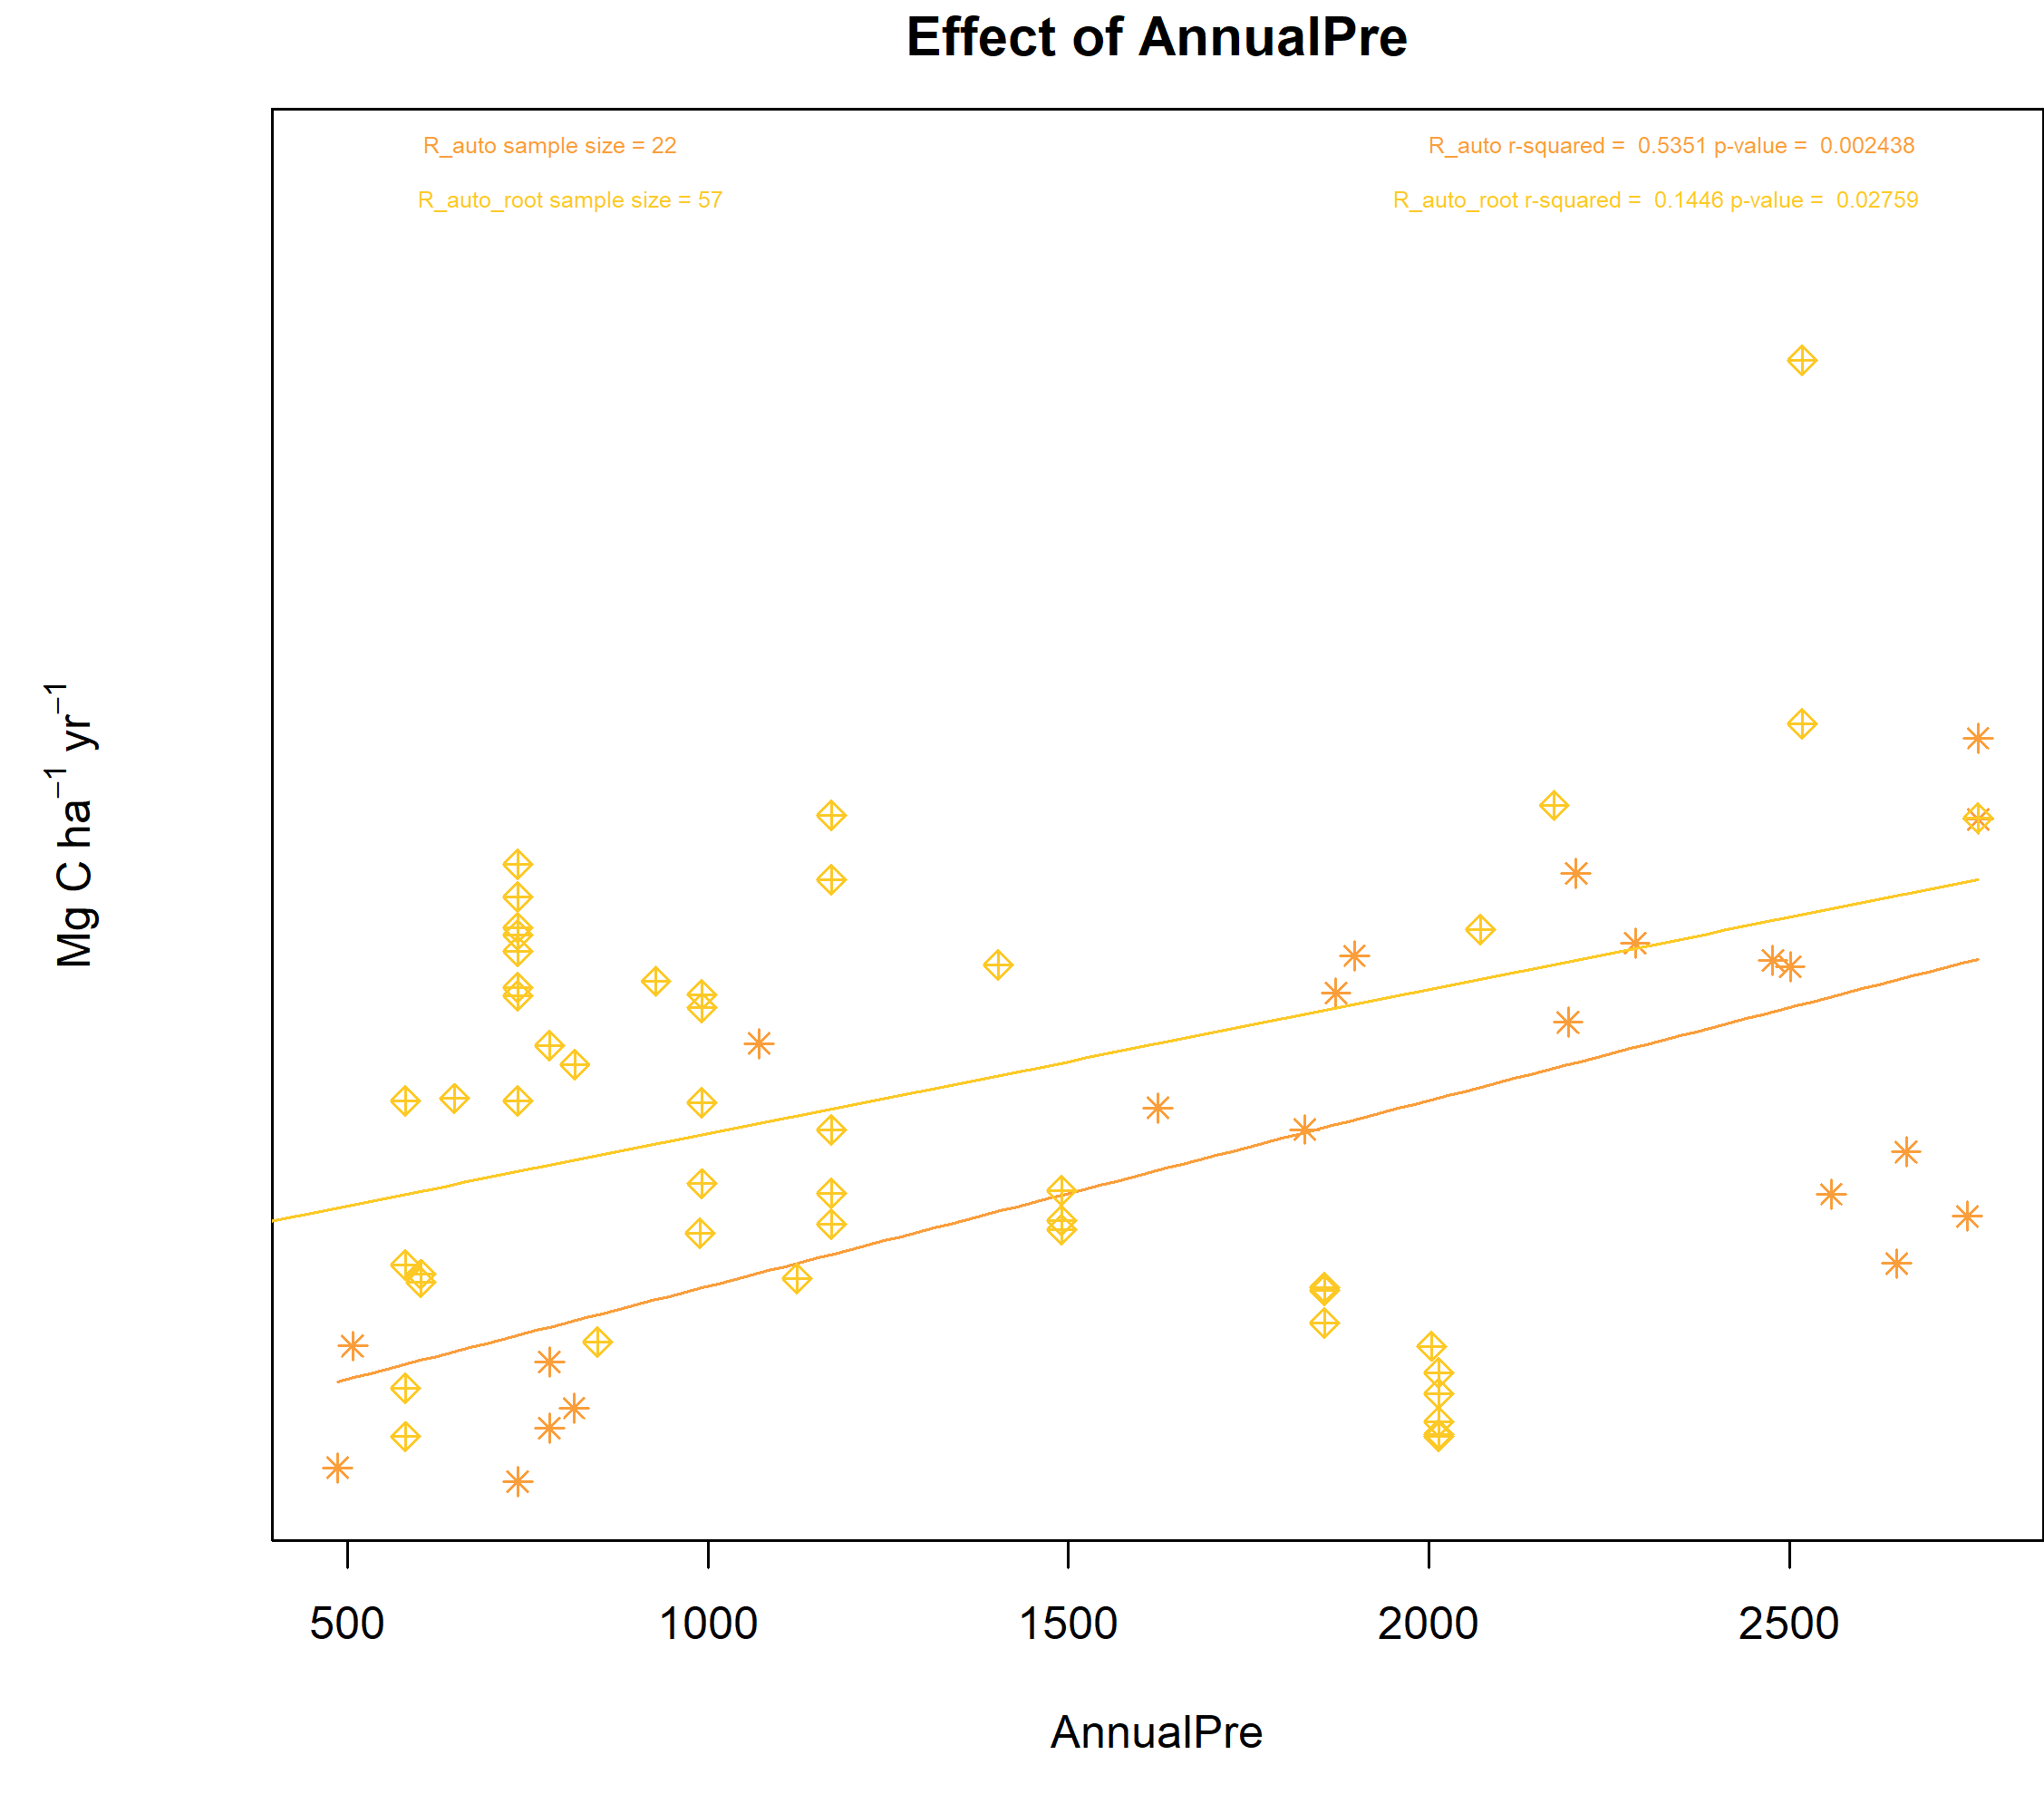 Effect of AnnualPre
R_auto sample size = 22
R_auto r-squared =  0.5351 p-value =  0.002438
R_auto_root sample size = 57
R_auto_root r-squared =  0.1446 p-value =  0.02759
Mg C ha⁻¹ yr⁻¹
500 1000 1500 2000 2500
AnnualPre